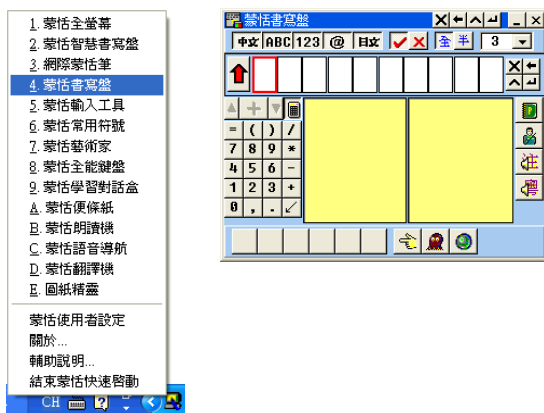 1. 蒙恬全螢幕
2. 蒙恬智慧書寫盤
3. 網際蒙恬筆
4. 蒙恬書寫盤
5. 蒙恬輸入工具
6. 蒙恬常用符號
7. 蒙恬藝術家
8. 蒙恬全能鍵盤
9. 蒙恬學習對話盒
A. 蒙恬便條紙
B. 蒙恬朗讀機
C. 蒙恬語音導航
D. 蒙恬翻譯機
E. 圖紙精靈
蒙恬使用者設定
關於...
輔助說明...
結束蒙恬快速啓動
CH
蒙恬書寫盤
中文 ABC 123 @ 日文 全 半 3
= ( ) /
7 8 9 *
4 5 6 -
1 2 3 +
0 , .
注